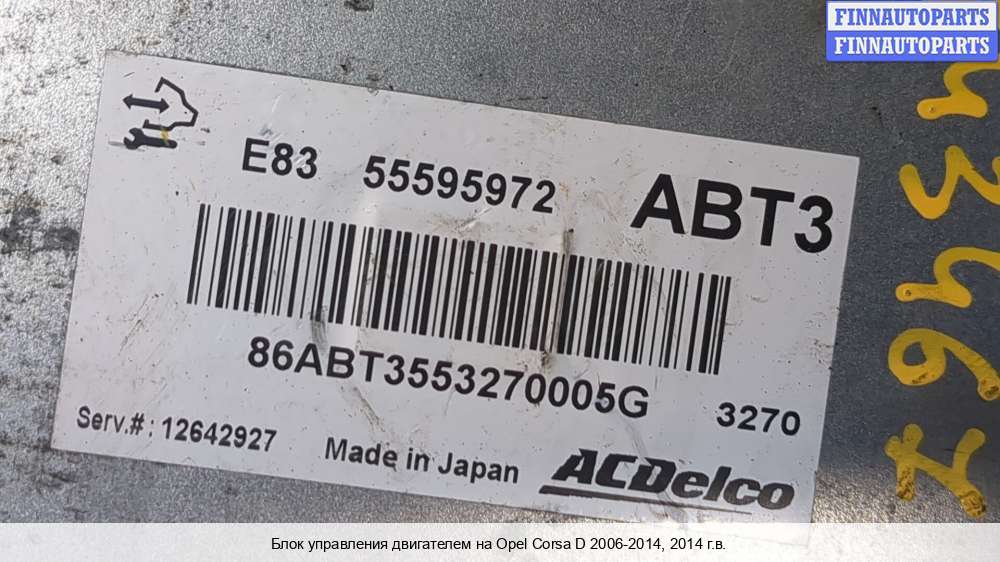 FINNAUTOPARTS
FINNAUTOPARTS
E83 55595972 ABT3
86ABT3553270005G 3270
Serv.#: 12642927 Made in Japan ACDelco
Блок управления двигателем на Opel Corsa D 2006-2014, 2014 г.в.